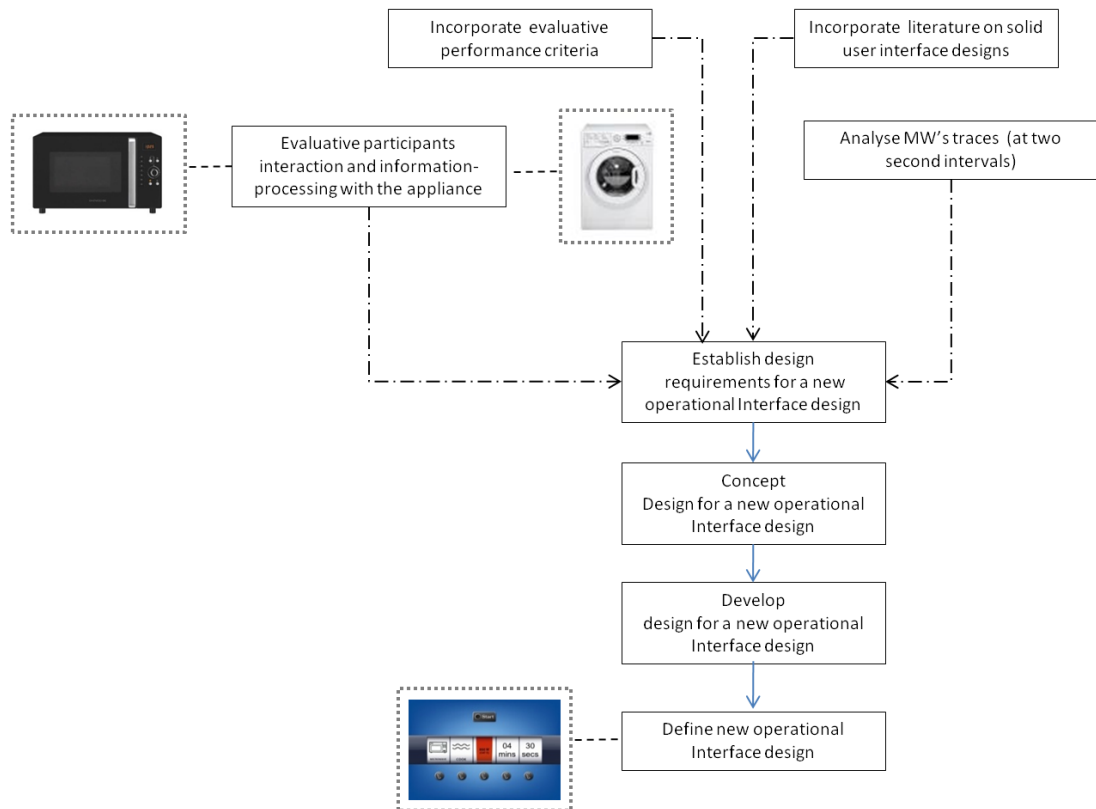 Incorporate evaluative
performance criteria
Incorporate literature on solid
user interface designs
Evaluative participants
interaction and information-
processing with the appliance
Analyse MW's traces (at two
second intervals)
Establish design
requirements for a new
operational Interface design
Concept
Design for a new operational
Interface design
Develop
design for a new operational
Interface design
Start
04
mins
30
secs
Define new operational
Interface design